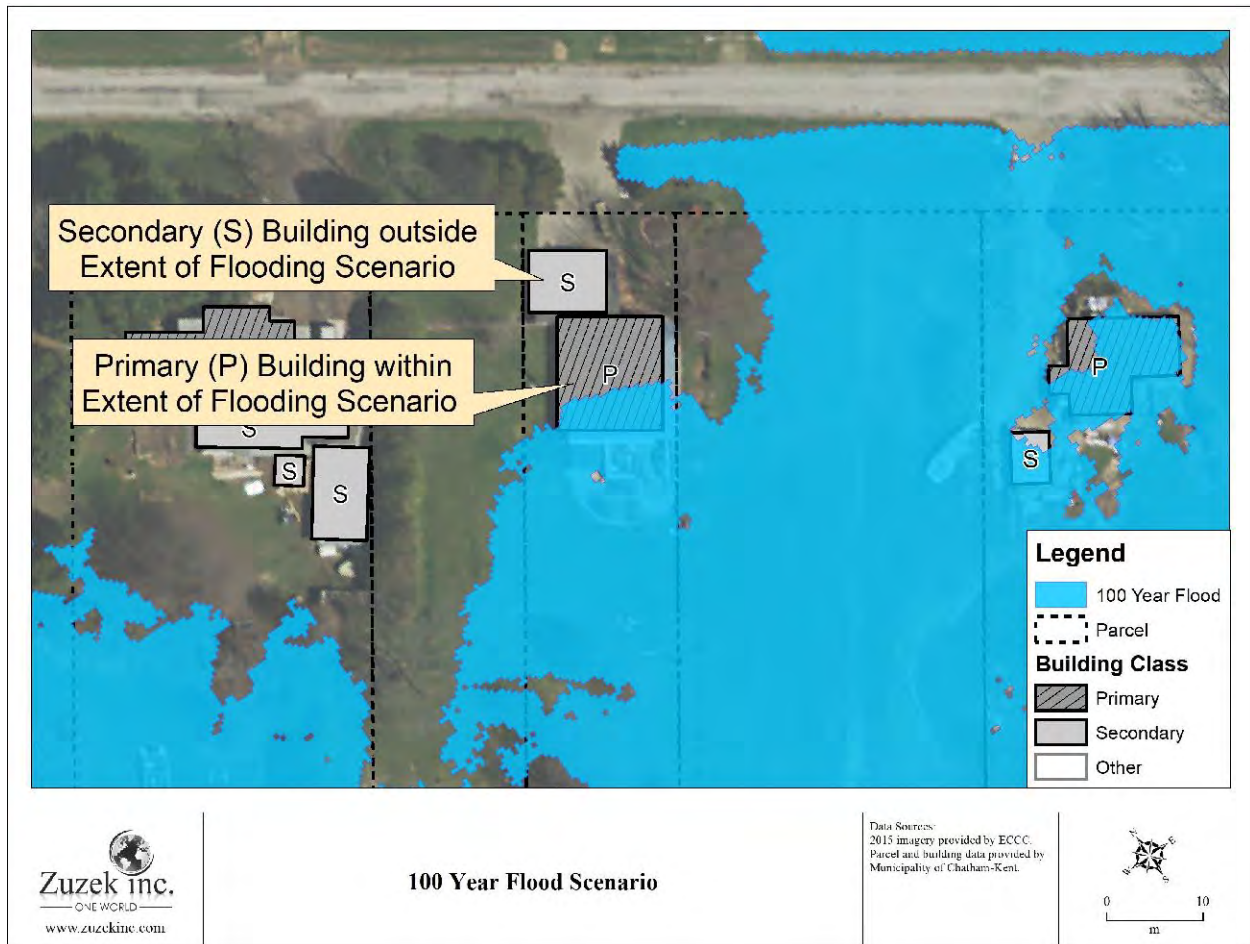 Secondary (S) Building outside
Extent of Flooding Scenario
S
Primary (P) Building within
Extent of Flooding Scenario
P
P
S
S
S
S
Legend
100 Year Flood
Parcel
Building Class
Primary
Secondary
Other
Zuzek inc.
ONE WORLD
www.zuzekinc.com
100 Year Flood Scenario
Data Sources:
2015 imagery provided by ECCC.
Parcel and building data provided by
Municipality of Chatham-Kent.
N
E
W
S
0 10
m